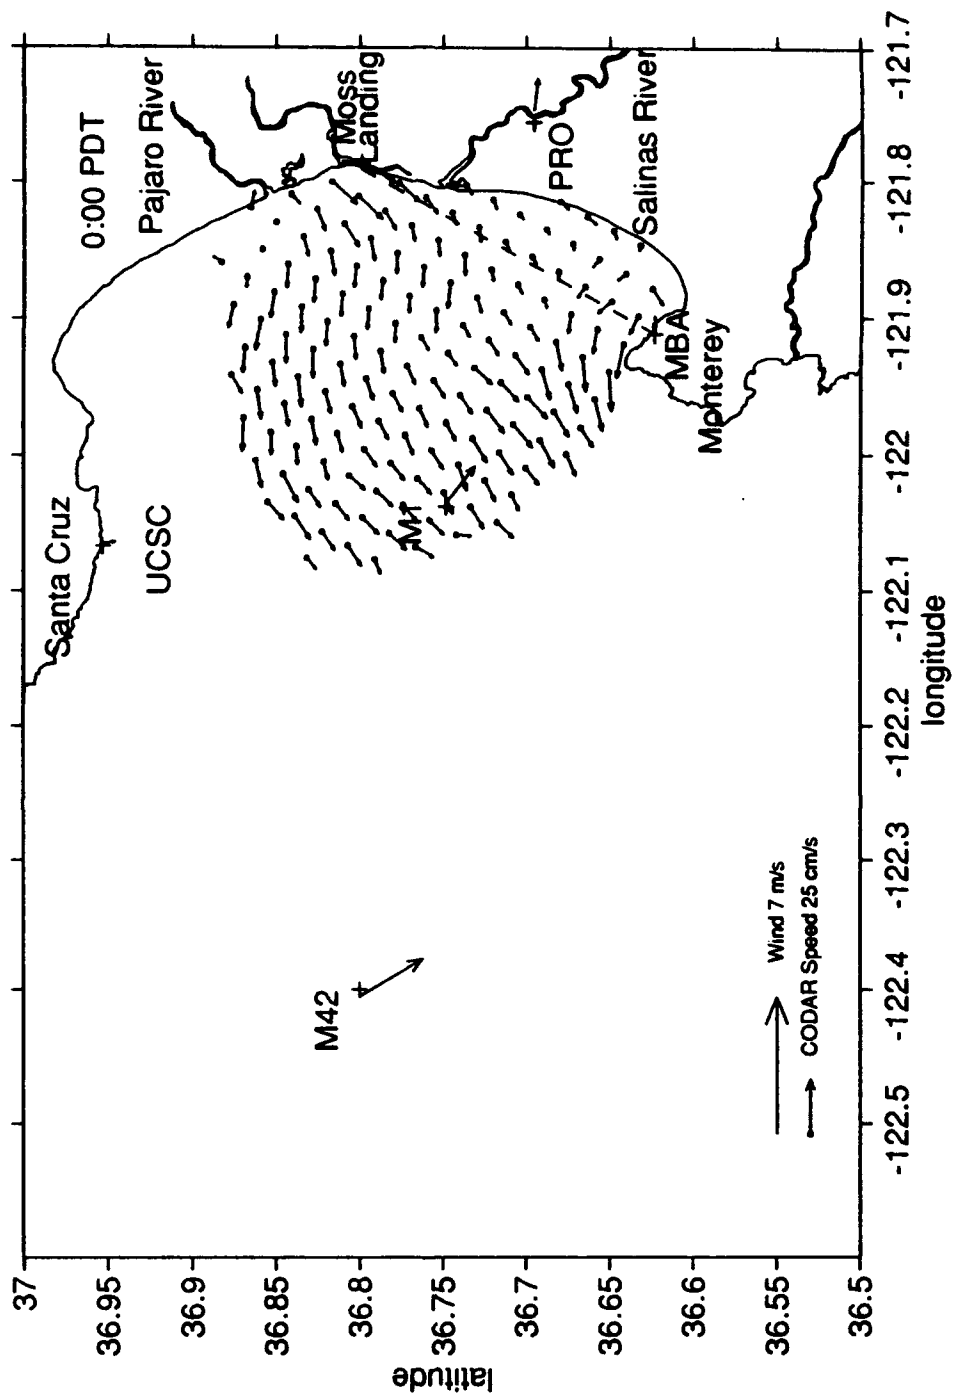 0:00 PDT
Santa Cruz
Pajaro River
UCSC
Moss
Landing
M42
M1
PRO
Salinas River
MBA
Monterey
Wind 7 m/s
CODAR Speed 25 cm/s
37
36.95
36.9
36.85
36.8
36.75
36.7
36.65
36.6
36.55
36.5
latitude
-122.5
-122.4
-122.3
-122.2
-122.1
-122
-121.9
-121.8
-121.7
longitude